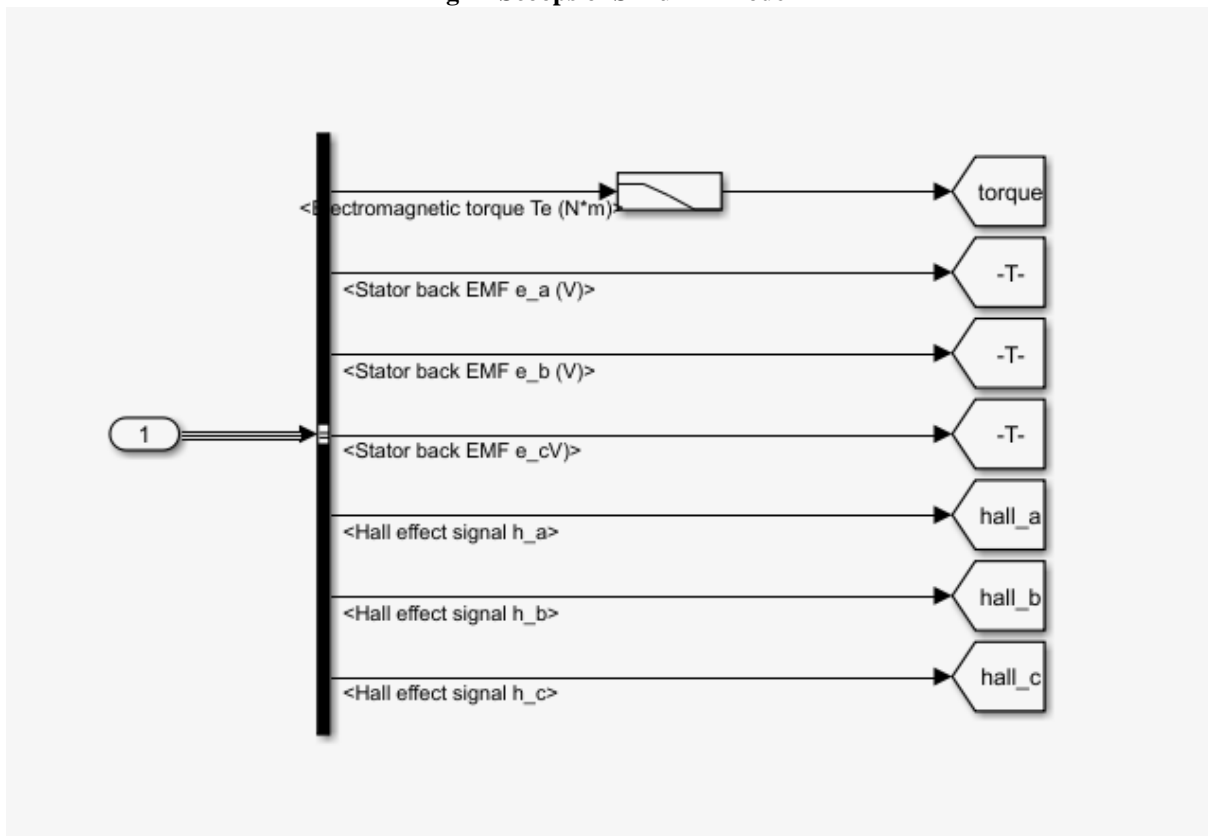 torque
<Electromagnetic torque Te (N*m)>
-T-
<Stator back EMF e_a (V)>
-T-
<Stator back EMF e_b (V)>
1
-T-
<Stator back EMF e_cV)>
hall_a
<Hall effect signal h_a>
hall_b
<Hall effect signal h_b>
hall_c
<Hall effect signal h_c>